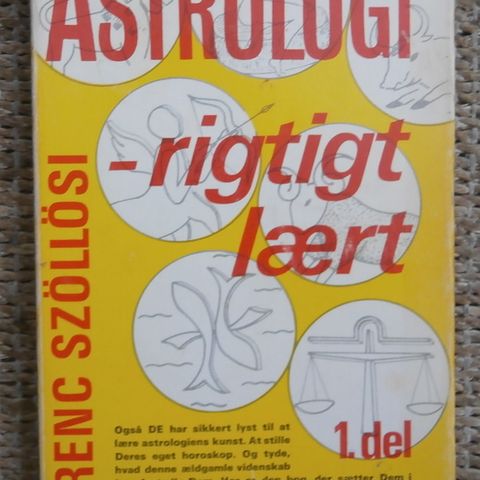 ASTROLOGI
-rigtigt
lært
RENC SZÖLLÖSI
1. del
Også DE har sikkert lyst til at
lære astrologiens kunst. At stille
Deres eget horoskop. Og tyde,
hvad denne ældgamle videnskab